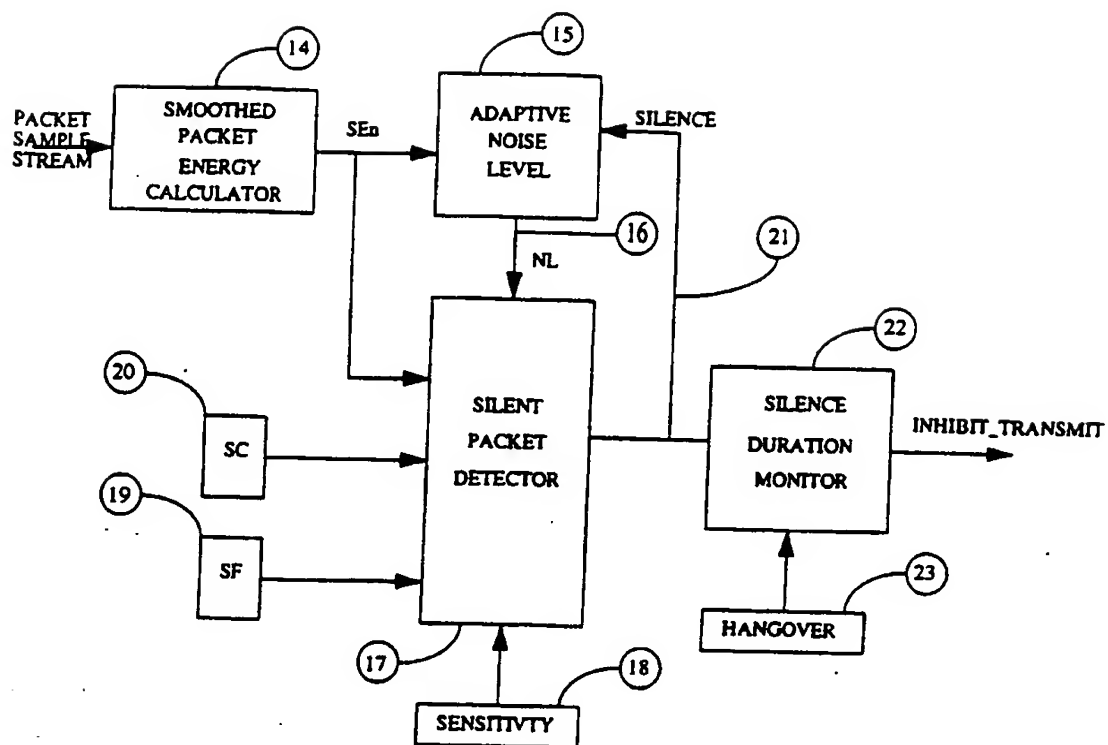 14
15
PACKET
SAMPLE
STREAM
SMOOTHED
PACKET
ENERGY
CALCULATOR
SEn
ADAPTIVE
NOISE
LEVEL
SILENCE
16
NL
21
22
20
SC
SILENT
PACKET
DETECTOR
SILENCE
DURATION
MONITOR
INHIBIT_TRANSMIT
19
SF
23
HANGOVER
17
18
SENSITIVTY